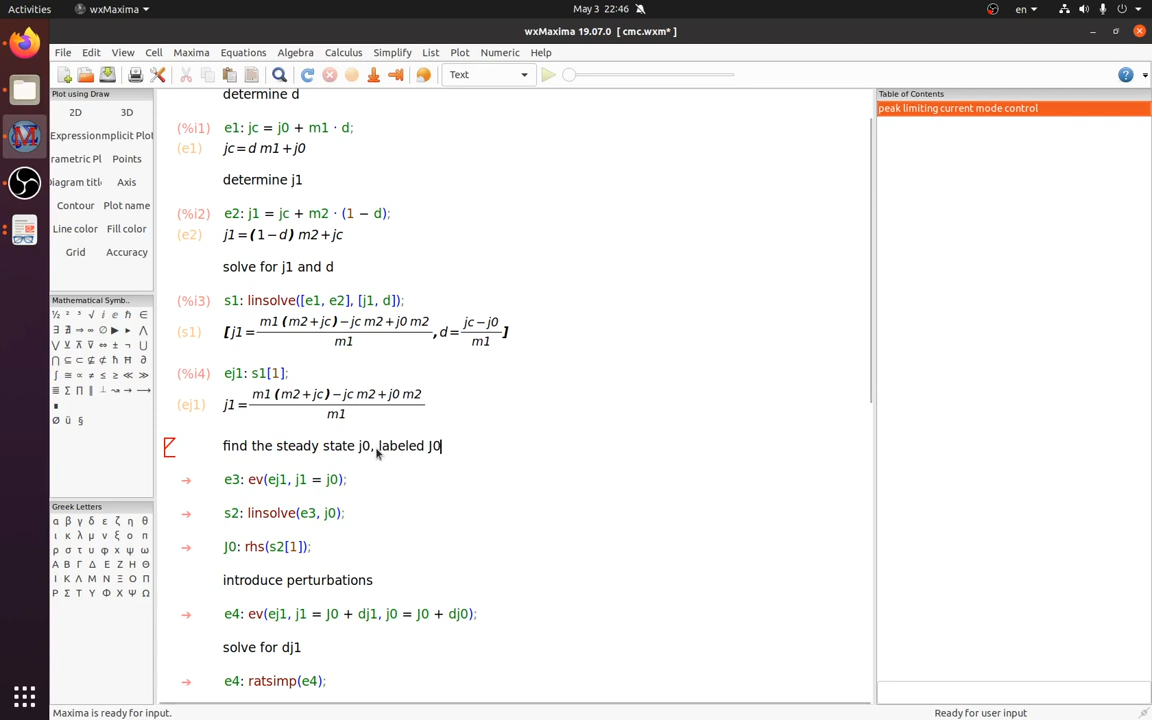 Activities
wxMaxima
May 3 22:46
en
wxMaxima 19.07.0 [ cmc.wxm* ]
File Edit View Cell Maxima Equations Algebra Calculus Simplify List Plot Numeric Help
Text
Plot using Draw
2D 3D
Expression mplicit Plot
rametric Pl Points
Diagram title Axis
Contour Plot name
Line color Fill color
Grid Accuracy
Mathematical Symb..
½ ² ³ √ ⅈ ⅇ ℏ ∈
∃ ∄ ⇒ ∞ ∅ ▶ ▸ ⋀
⋁ ⊻ ⊼ ⊽ ⇔ ± ¬ ⋃
⋂ ⊆ ⊂ ⊈ ⊄ ħ Ħ ∂
∫ ≅ ∝ ≠ ≤ ≥ ≪ ≫
≣ ∑ ∏ ∥ ⟂ ↝ → ⟶
∎
Ø ü §
Greek Letters
α β γ δ ε ζ η θ
ι κ λ μ ν ξ ο π
ρ σ τ υ φ χ ψ ω
Α Β Γ Δ Ε Ζ Η Θ
Ι Κ Λ Μ Ν Ξ Ο Π
Ρ Σ Τ Υ Φ Χ Ψ Ω
determine d
(%i1) e1: jc = j0 + m1 · d;
(e1) jc=d m1+j0
determine j1
(%i2) e2: j1 = jc + m2 · (1 − d);
(e2) j1=(1−d) m2+jc
solve for j1 and d
(%i3) s1: linsolve([e1, e2], [j1, d]);
(s1) [j1= m1 (m2+jc)−jc m2+j0 m2 / m1 ,d= jc−j0 / m1 ]
(%i4) ej1: s1[1];
(ej1) j1= m1 (m2+jc)−jc m2+j0 m2 / m1
find the steady state j0, labeled J0
→ e3: ev(ej1, j1 = j0);
→ s2: linsolve(e3, j0);
→ J0: rhs(s2[1]);
introduce perturbations
→ e4: ev(ej1, j1 = J0 + dj1, j0 = J0 + dj0);
solve for dj1
→ e4: ratsimp(e4);
Table of Contents
peak limiting current mode control
Maxima is ready for input.
Ready for user input